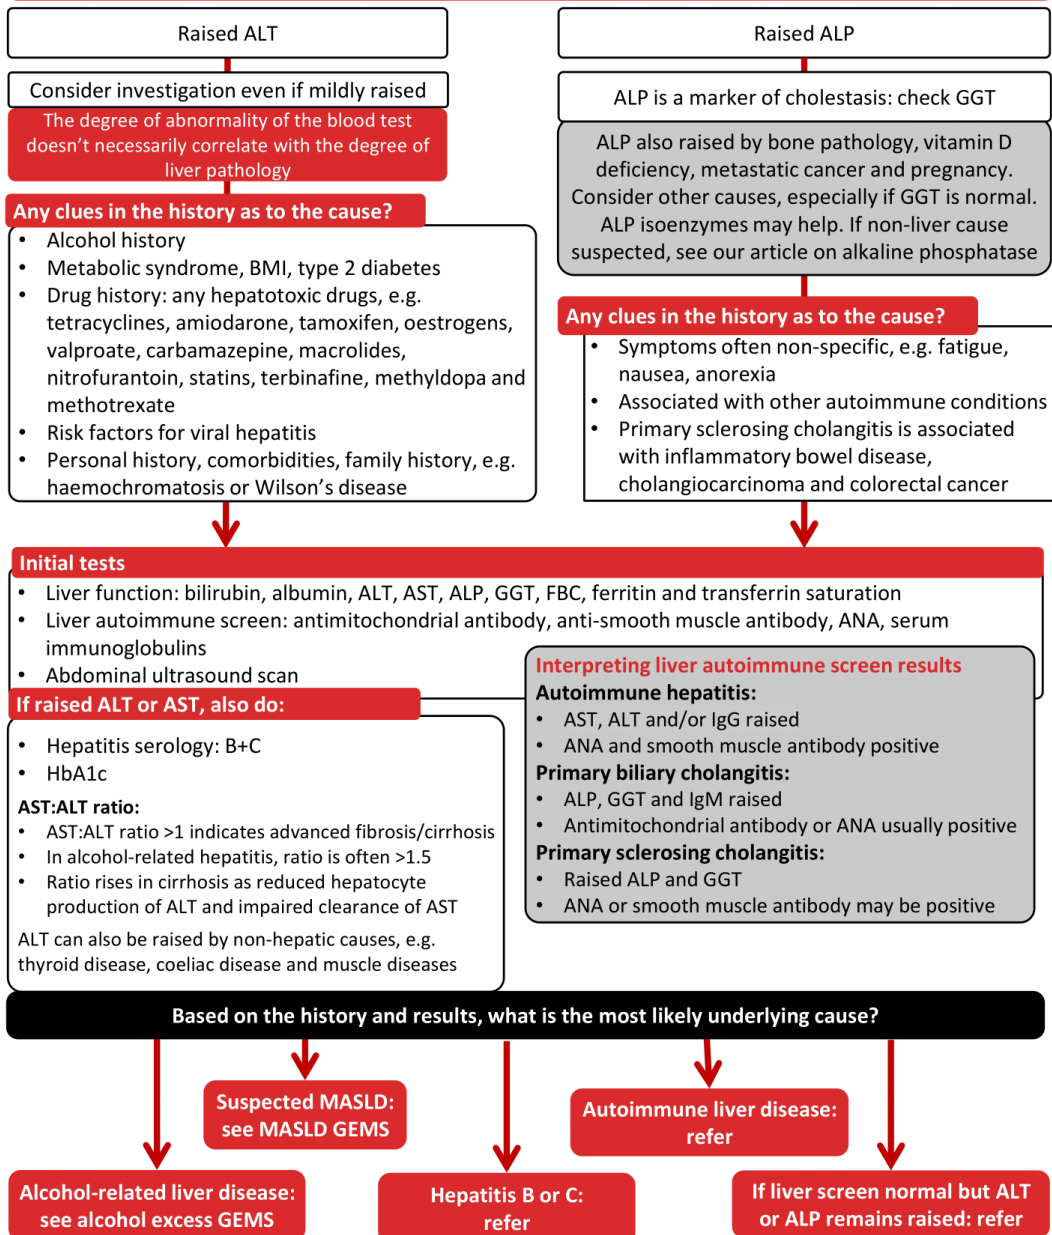 Raised ALT
Consider investigation even if mildly raised
The degree of abnormality of the blood test
doesn't necessarily correlate with the degree of
liver pathology
Any clues in the history as to the cause?
• Alcohol history
• Metabolic syndrome, BMI, type 2 diabetes
• Drug history: any hepatotoxic drugs, e.g.
tetracyclines, amiodarone, tamoxifen, oestrogens,
valproate, carbamazepine, macrolides,
nitrofurantoin, statins, terbinafine, methyldopa and
methotrexate
• Risk factors for viral hepatitis
• Personal history, comorbidities, family history, e.g.
haemochromatosis or Wilson's disease
Raised ALP
ALP is a marker of cholestasis: check GGT
ALP also raised by bone pathology, vitamin D
deficiency, metastatic cancer and pregnancy.
Consider other causes, especially if GGT is normal.
ALP isoenzymes may help. If non-liver cause
suspected, see our article on alkaline phosphatase
Any clues in the history as to the cause?
• Symptoms often non-specific, e.g. fatigue,
nausea, anorexia
• Associated with other autoimmune conditions
• Primary sclerosing cholangitis is associated
with inflammatory bowel disease,
cholangiocarcinoma and colorectal cancer
Initial tests
• Liver function: bilirubin, albumin, ALT, AST, ALP, GGT, FBC, ferritin and transferrin saturation
• Liver autoimmune screen: antimitochondrial antibody, anti-smooth muscle antibody, ANA, serum
immunoglobulins
• Abdominal ultrasound scan
If raised ALT or AST, also do:
• Hepatitis serology: B+C
• HbA1c
AST:ALT ratio:
• AST:ALT ratio >1 indicates advanced fibrosis/cirrhosis
• In alcohol-related hepatitis, ratio is often >1.5
• Ratio rises in cirrhosis as reduced hepatocyte
production of ALT and impaired clearance of AST
ALT can also be raised by non-hepatic causes, e.g.
thyroid disease, coeliac disease and muscle diseases
Interpreting liver autoimmune screen results
Autoimmune hepatitis:
• AST, ALT and/or IgG raised
• ANA and smooth muscle antibody positive
Primary biliary cholangitis:
• ALP, GGT and IgM raised
• Antimitochondrial antibody or ANA usually positive
Primary sclerosing cholangitis:
• Raised ALP and GGT
• ANA or smooth muscle antibody may be positive
Based on the history and results, what is the most likely underlying cause?
Suspected MASLD:
see MASLD GEMS
Autoimmune liver disease:
refer
Alcohol-related liver disease:
see alcohol excess GEMS
Hepatitis B or C:
refer
If liver screen normal but ALT
or ALP remains raised: refer